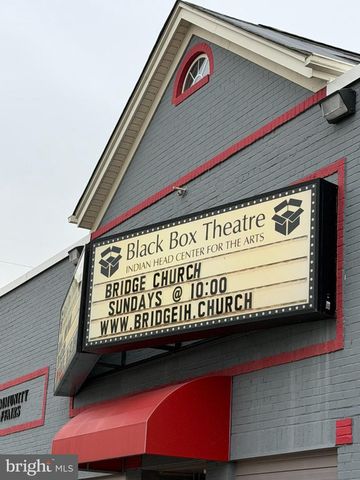 Black Box Theatre
INDIAN HEAD CENTER FOR THE ARTS
BRIDGE CHURCH
SUNDAYS @ 10:00
WWW.BRIDGEIH.CHURCH
bright MLS